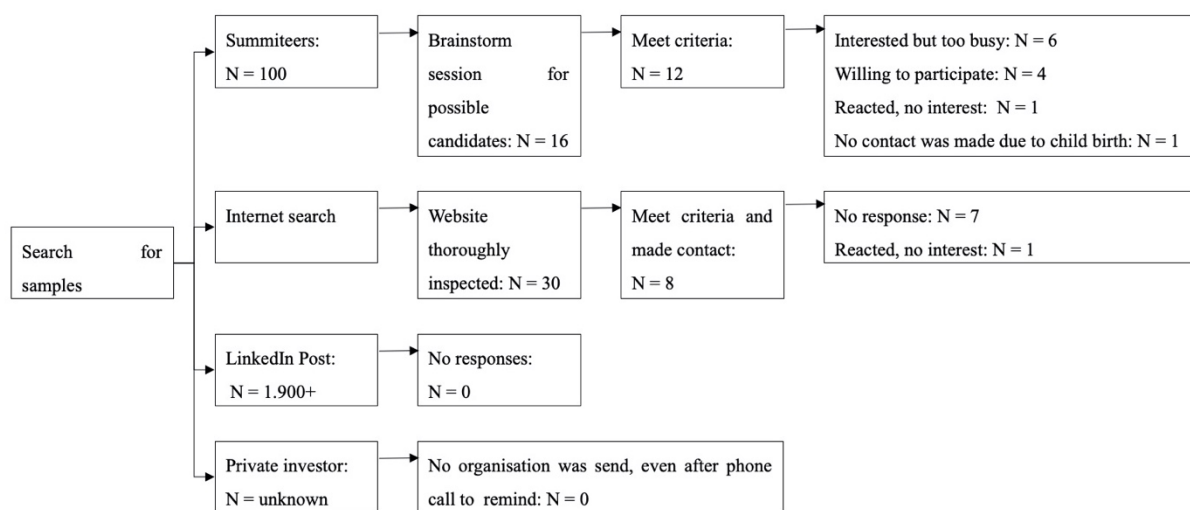 Summiteers:
N = 100
Brainstorm
session for
possible
candidates: N = 16
Meet criteria:
N = 12
Interested but too busy: N = 6
Willing to participate: N = 4
Reacted, no interest: N = 1
No contact was made due to child birth: N = 1
Search for
samples
Internet search
Website
thoroughly
inspected: N = 30
Meet criteria and
made contact:
N = 8
No response: N = 7
Reacted, no interest: N = 1
LinkedIn Post:
N = 1.900+
No responses:
N = 0
Private investor:
N = unknown
No organisation was send, even after phone
call to remind: N = 0